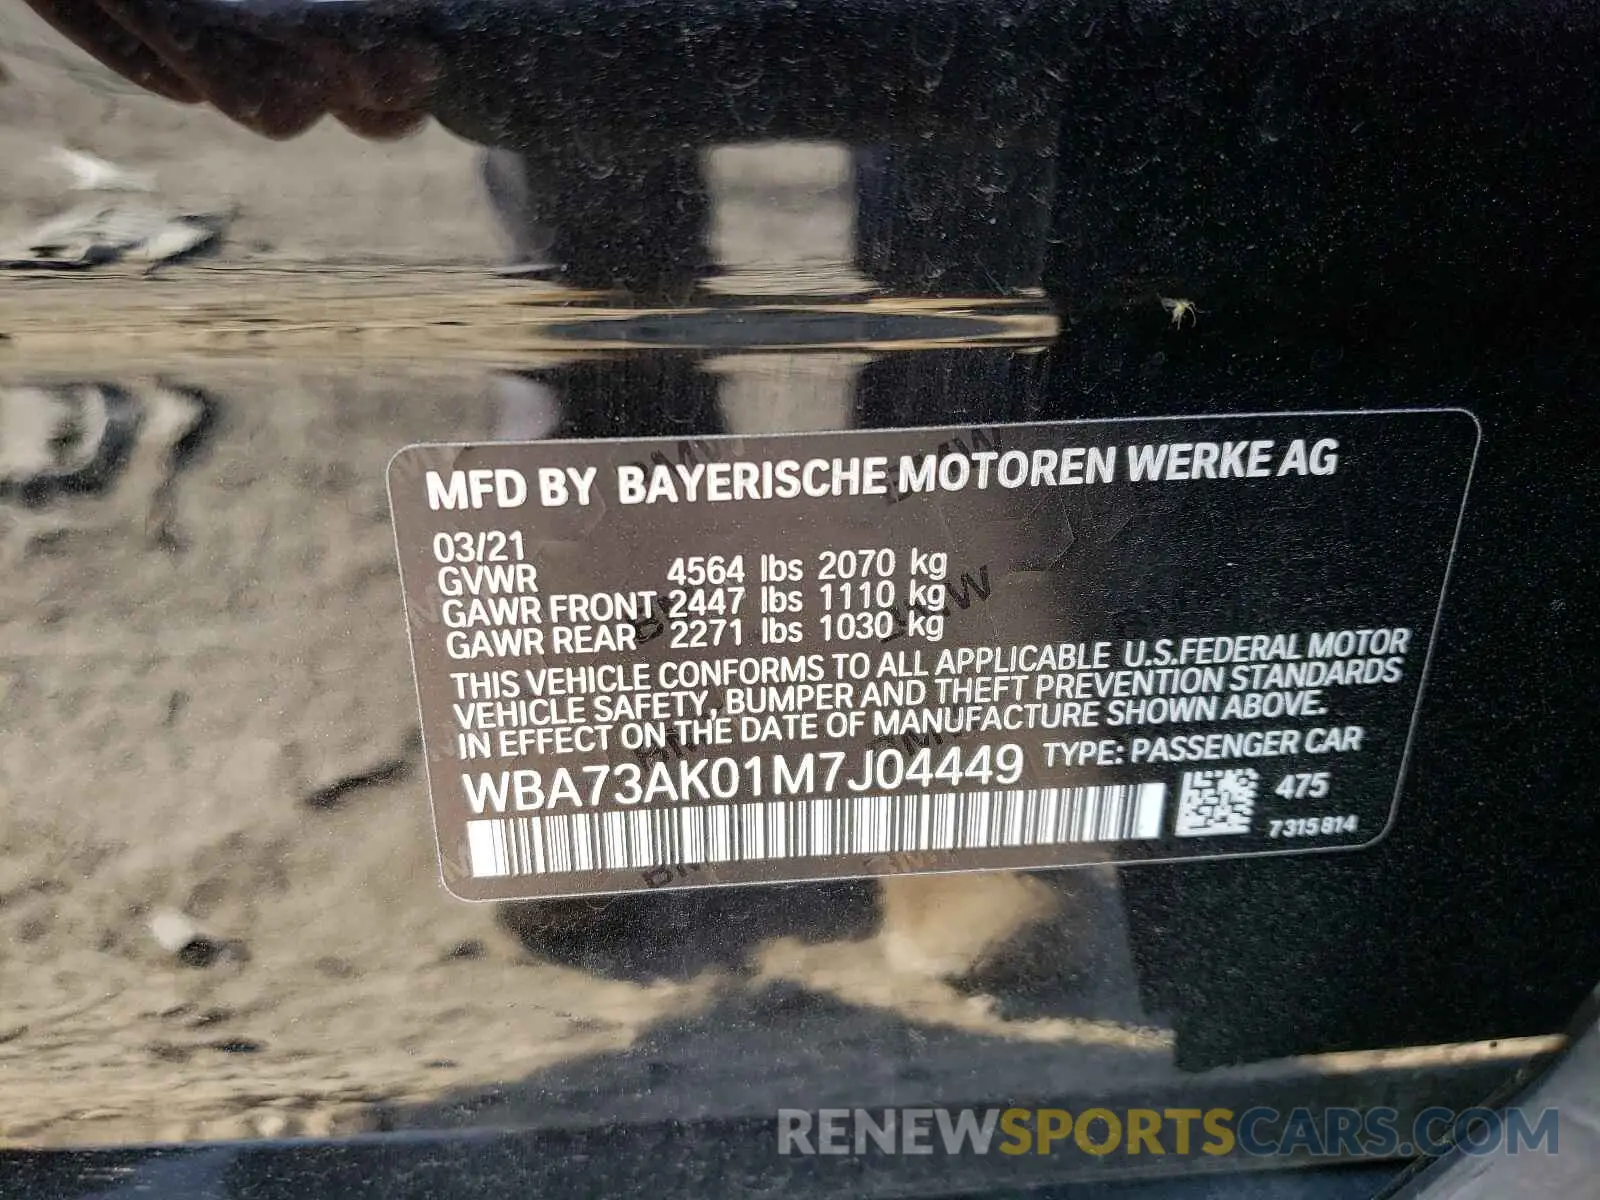 MFD BY BAYERISCHE MOTOREN WERKE AG
03/21
GVWR 4564 lbs 2070 kg
GAWR FRONT 2447 lbs 1110 kg
GAWR REAR 2271 lbs 1030 kg
THIS VEHICLE CONFORMS TO ALL APPLICABLE U.S.FEDERAL MOTOR
VEHICLE SAFETY, BUMPER AND THEFT PREVENTION STANDARDS
IN EFFECT ON THE DATE OF MANUFACTURE SHOWN ABOVE.
WBA73AK01M7J04449 TYPE: PASSENGER CAR
475
7315814
RENEWSPORTSCARS.COM